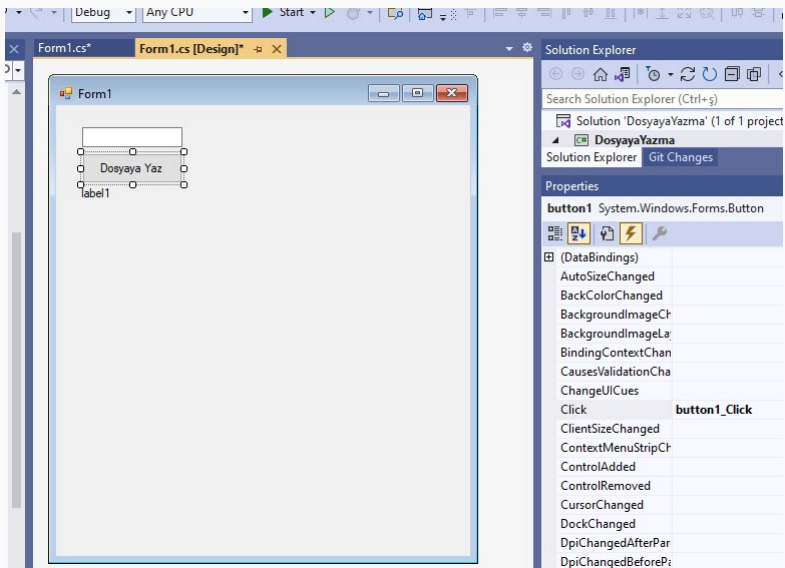 Debug Any CPU Start
Form1.cs* Form1.cs [Design]*
Form1
Dosyaya Yaz
label1
Solution Explorer
Search Solution Explorer (Ctrl+ş)
Solution 'DosyayaYazma' (1 of 1 project
DosyayaYazma
Solution Explorer Git Changes
Properties
button1 System.Windows.Forms.Button
(DataBindings)
AutoSizeChanged
BackColorChanged
BackgroundImageCh
BackgroundImageLa
BindingContextChan
CausesValidationCha
ChangeUICues
Click button1_Click
ClientSizeChanged
ContextMenuStripCh
ControlAdded
ControlRemoved
CursorChanged
DockChanged
DpiChangedAfterPar
DpiChangedBeforePa